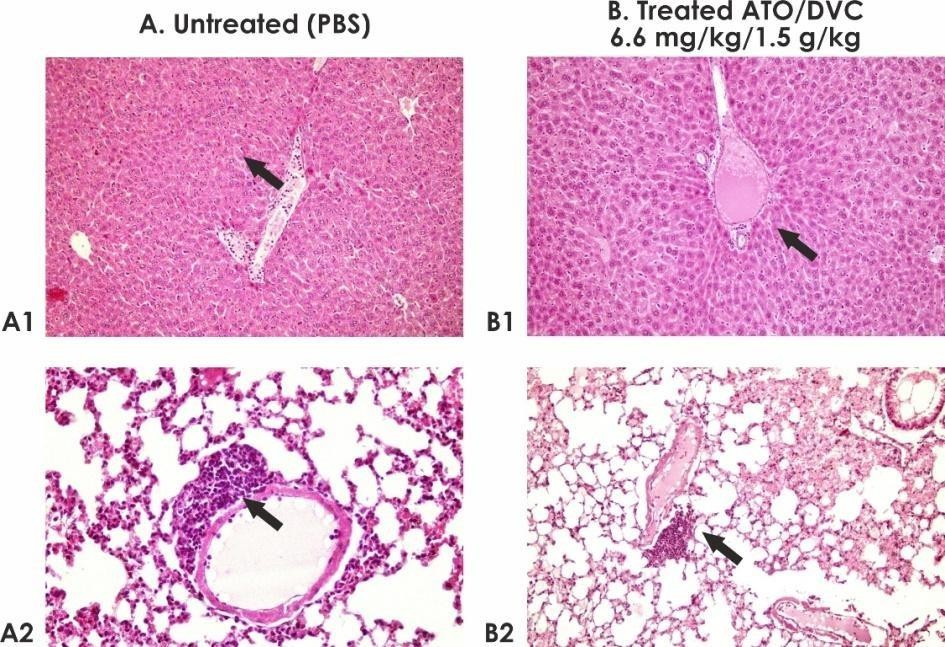 A. Untreated (PBS)
B. Treated ATO/DVC
6.6 mg/kg/1.5 g/kg
A1
B1
A2
B2